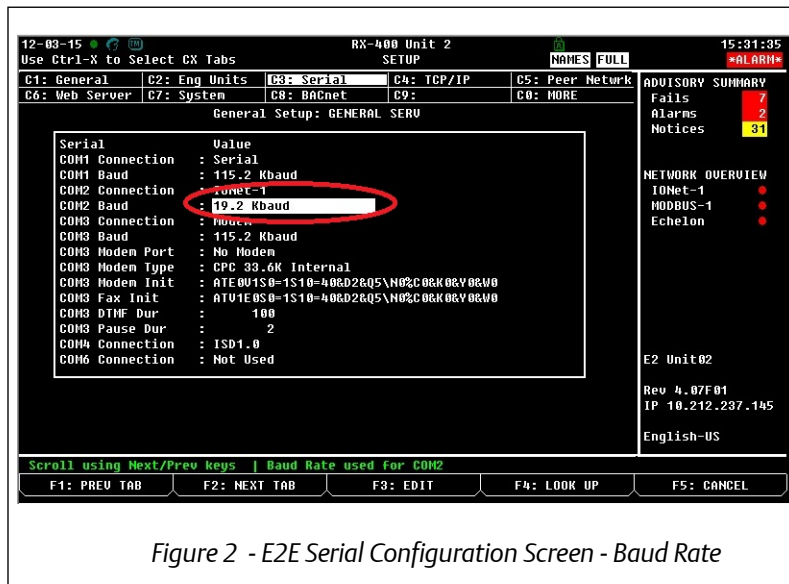 12-03-15 RX-400 Unit 2 15:31:35
Use Ctrl-X to Select CX Tabs SETUP NAMES FULL *ALARM*
C1: General C2: Eng Units C3: Serial C4: TCP/IP C5: Peer Netwrk
C6: Web Server C7: System C8: BACnet C9: C0: MORE
General Setup: GENERAL SERV
Serial Value
COM1 Connection : Serial
COM1 Baud : 115.2 Kbaud
COM2 Connection : IONet-1
COM2 Baud : 19.2 Kbaud
COM3 Connection : Modem
COM3 Baud : 115.2 Kbaud
COM3 Modem Port : No Modem
COM3 Modem Type : CPC 33.6K Internal
COM3 Modem Init : ATE0V1S0=1S10=40&D2&Q5\N0%C0&K0&Y0&W0
COM3 Fax Init : ATV1E0S0=1S10=40&D2&Q5\N0%C0&K0&Y0&W0
COM3 DTMF Dur : 100
COM3 Pause Dur : 2
COM4 Connection : ISD1.0
COM6 Connection : Not Used
ADVISORY SUMMARY
Fails 7
Alarms 2
Notices 31
NETWORK OVERVIEW
IONet-1
MODBUS-1
Echelon
E2 Unit02
Rev 4.07F01
IP 10.212.237.145
English-US
Scroll using Next/Prev keys | Baud Rate used for COM2
F1: PREV TAB F2: NEXT TAB F3: EDIT F4: LOOK UP F5: CANCEL
Figure 2 - E2E Serial Configuration Screen - Baud Rate